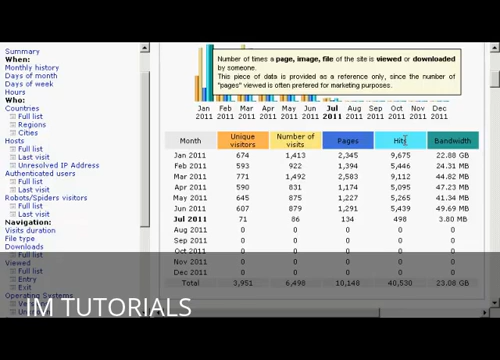 Summary
When:
Monthly history
Days of month
Days of week
Hours
Who:
Countries
Full list
Regions
Cities
Hosts
Full list
Last visit
Unresolved IP Address
Authenticated users
Full list
Last visit
Robots/Spiders visitors
Full list
Last visit
Navigation:
Visits duration
File type
Downloads
Full list
Viewed
Full list
Entry
Exit
Operating Systems
Number of times a page, image, file of the site is viewed or downloaded
by someone.
This piece of data is provided as a reference only, since the number of
"pages" viewed is often prefered for marketing purposes.
Jan Feb Mar Apr May Jun Jul Aug Sep Oct Nov Dec
2011 2011 2011 2011 2011 2011 2011 2011 2011 2011 2011 2011
Month Unique visitors Number of visits Pages Hits Bandwidth
Jan 2011 674 1,413 2,345 9,675 22.88 GB
Feb 2011 593 922 1,394 5,446 24.31 MB
Mar 2011 771 1,492 2,583 9,112 44.82 MB
Apr 2011 590 831 1,174 5,095 47.23 MB
May 2011 645 875 1,227 5,265 41.34 MB
Jun 2011 607 879 1,291 5,439 49.69 MB
Jul 2011 71 86 134 498 3.80 MB
Aug 2011 0 0 0 0 0
Sep 2011 0 0 0 0 0
Oct 2011 0 0 0 0 0
Nov 2011 0 0 0 0 0
Dec 2011 0 0 0 0 0
Total 3,951 6,498 10,148 40,530 23.08 GB
IM TUTORIALS